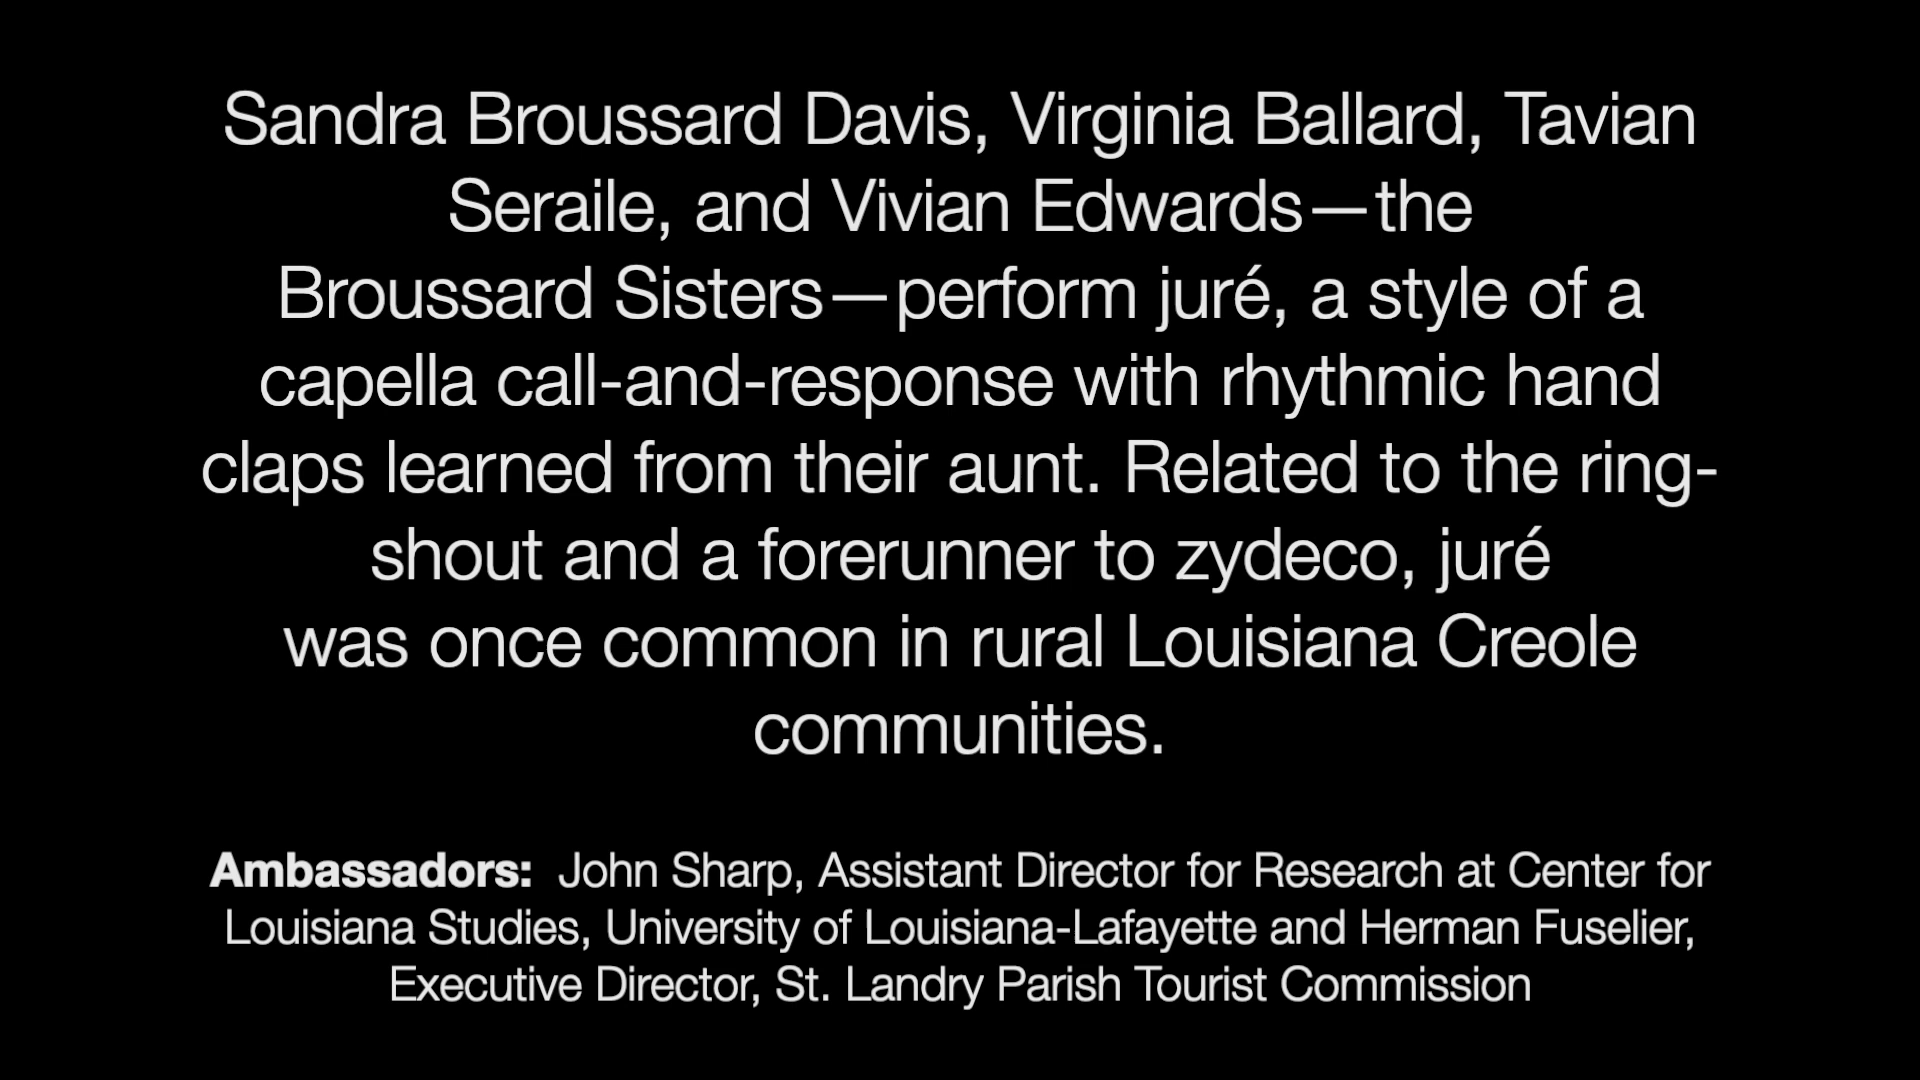 Sandra Broussard Davis, Virginia Ballard, Tavian
Seraile, and Vivian Edwards—the
Broussard Sisters—perform juré, a style of a
capella call-and-response with rhythmic hand
claps learned from their aunt. Related to the ring-
shout and a forerunner to zydeco, juré
was once common in rural Louisiana Creole
communities.
Ambassadors:  John Sharp, Assistant Director for Research at Center for
Louisiana Studies, University of Louisiana-Lafayette and Herman Fuselier,
Executive Director, St. Landry Parish Tourist Commission